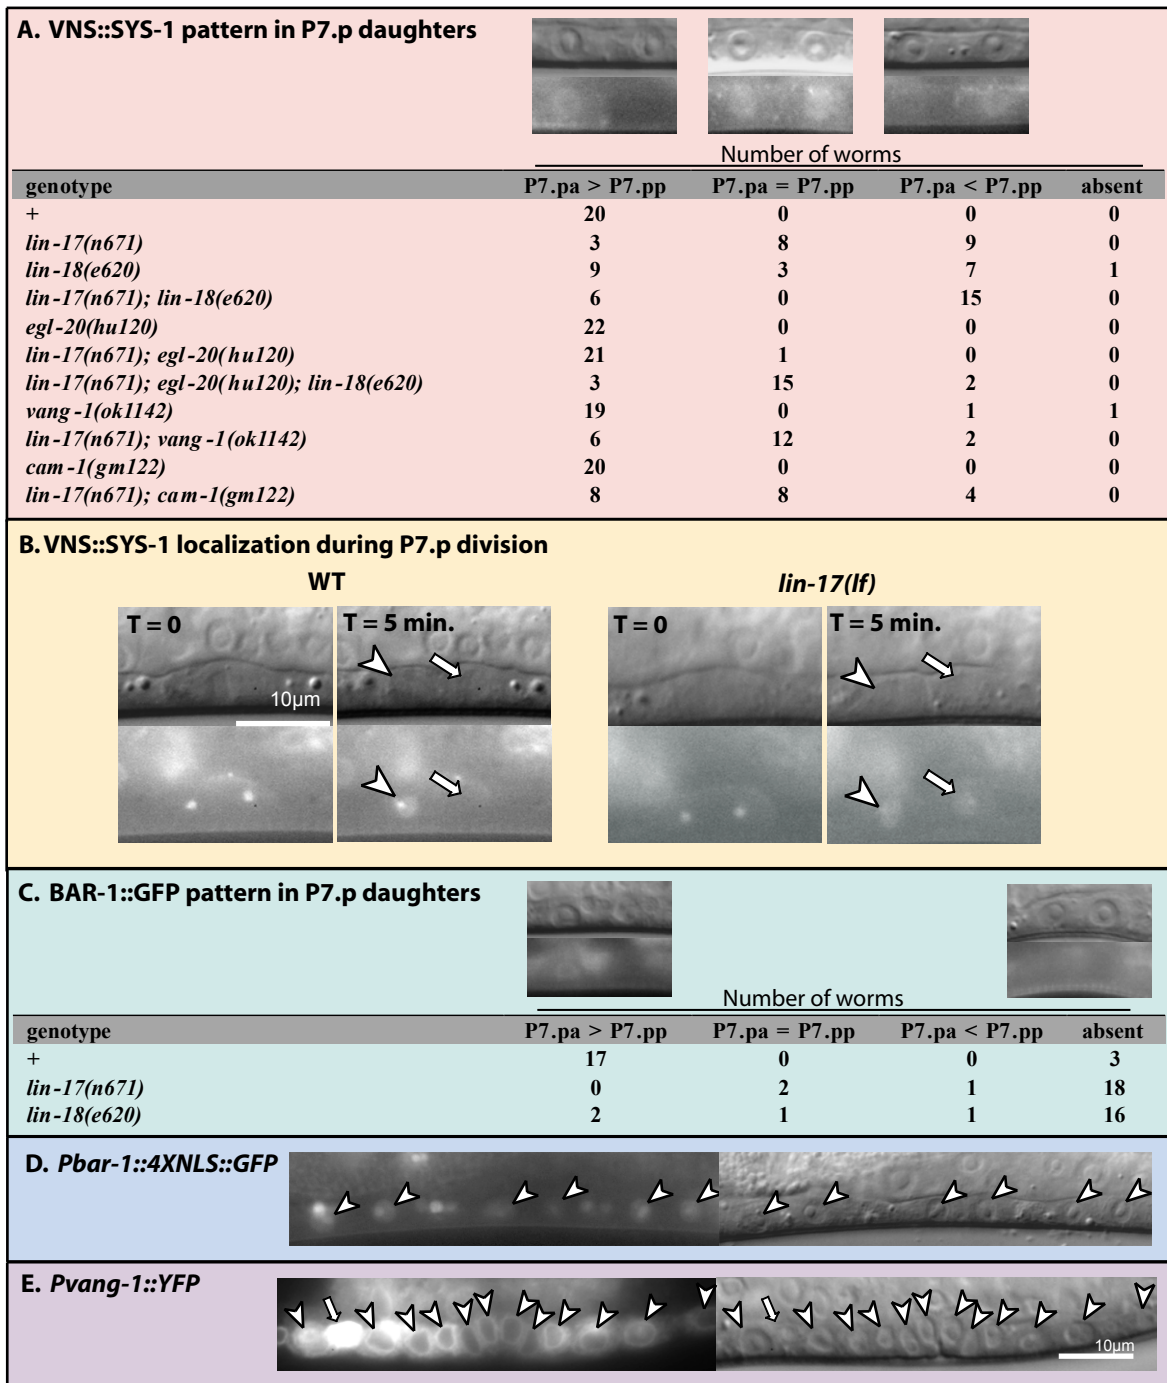 A. VNS::SYS-1 pattern in P7.p daughters
Number of worms
genotype P7.pa > P7.pp P7.pa = P7.pp P7.pa < P7.pp absent
+ 20 0 0 0
lin-17(n671) 3 8 9 0
lin-18(e620) 9 3 7 1
lin-17(n671); lin-18(e620) 6 0 15 0
egl-20(hu120) 22 0 0 0
lin-17(n671); egl-20(hu120) 21 1 0 0
lin-17(n671); egl-20(hu120); lin-18(e620) 3 15 2 0
vang-1(ok1142) 19 0 1 1
lin-17(n671); vang-1(ok1142) 6 12 2 0
cam-1(gm122) 20 0 0 0
lin-17(n671); cam-1(gm122) 8 8 4 0
B. VNS::SYS-1 localization during P7.p division
WT lin-17(lf)
T = 0 T = 5 min. T = 0 T = 5 min.
10µm
C. BAR-1::GFP pattern in P7.p daughters
Number of worms
genotype P7.pa > P7.pp P7.pa = P7.pp P7.pa < P7.pp absent
+ 17 0 0 3
lin-17(n671) 0 2 1 18
lin-18(e620) 2 1 1 16
D. Pbar-1::4XNLS::GFP
E. Pvang-1::YFP
10µm